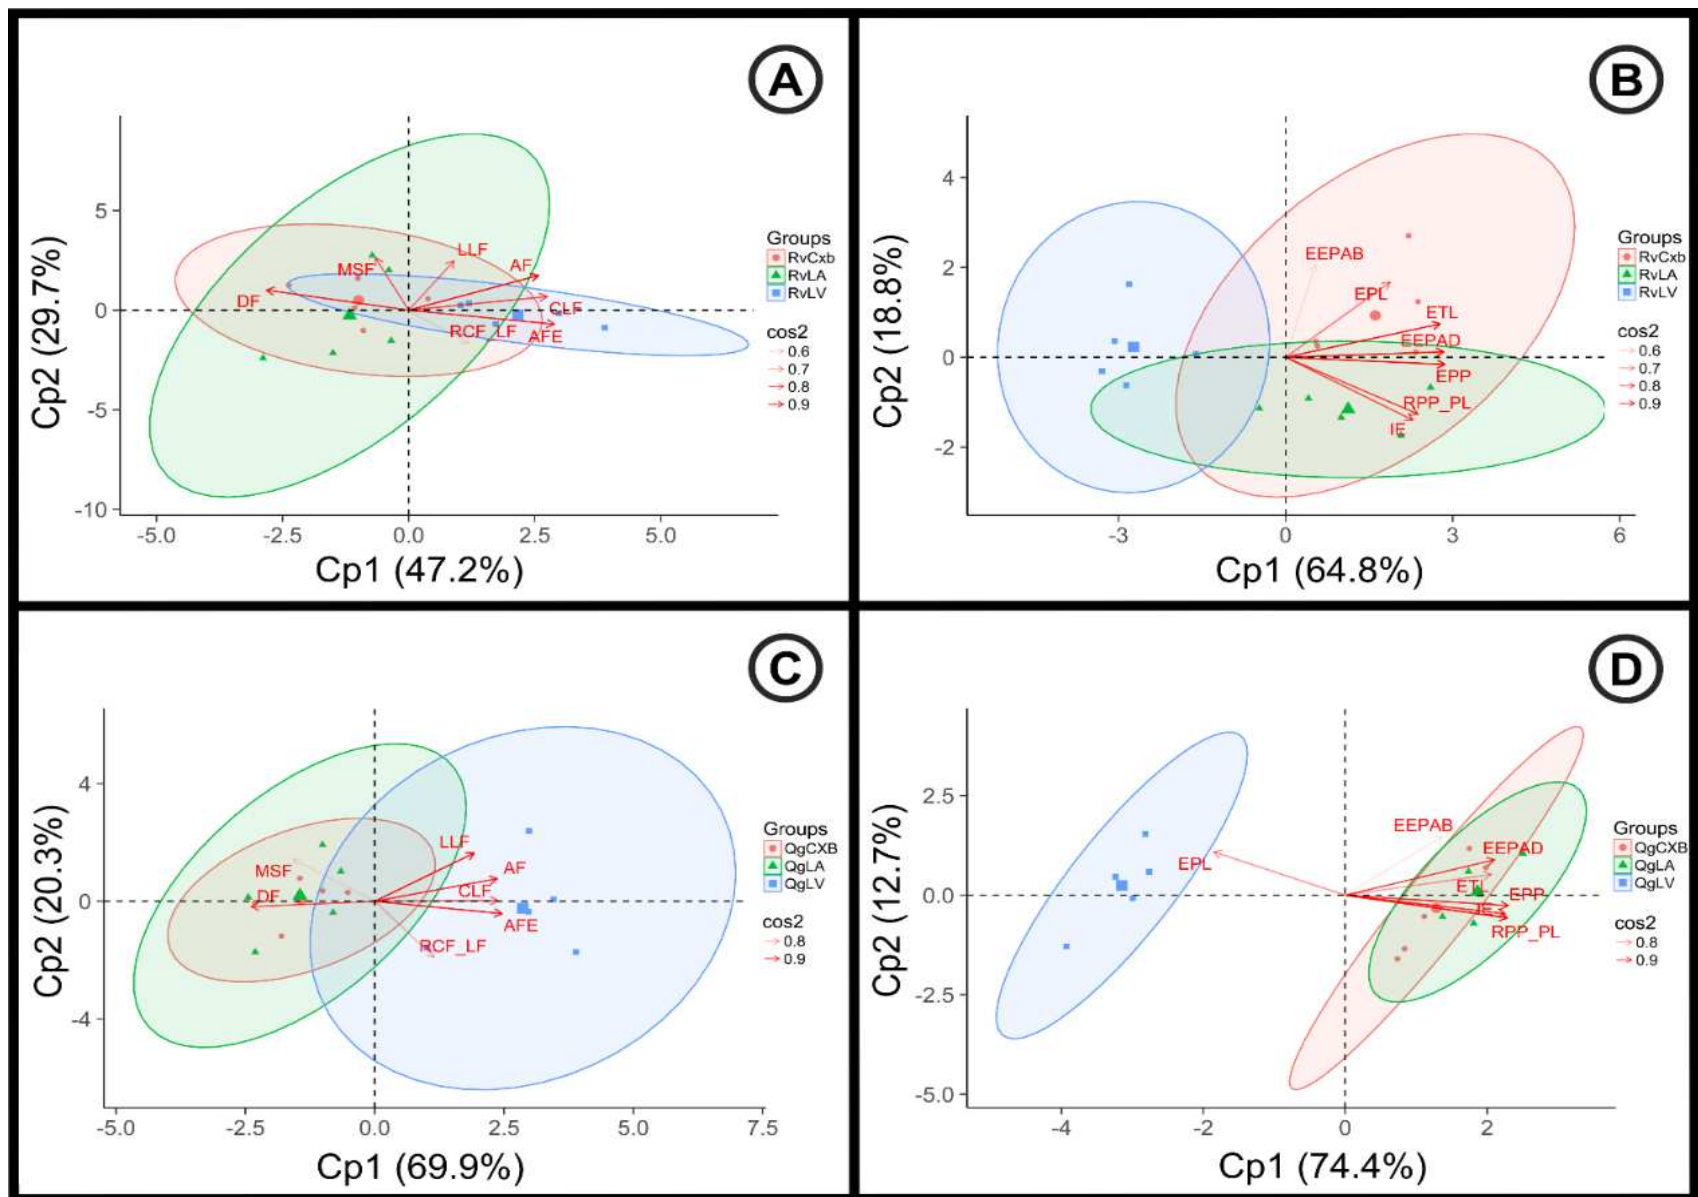 A
5
0
-5
-10
-5.0
-2.5
0.0
2.5
5.0
Cp1 (47.2%)
Cp2 (29.7%)
LLF
MSF
AF
DF
CLF
RCF_LF
AFE
Groups
RvCxb
RvLA
RvLV
cos2
0.6
0.7
0.8
0.9
B
4
2
0
-2
-3
0
3
6
Cp1 (64.8%)
Cp2 (18.8%)
EEPAB
EPL
ETL
EEPAD
EPP
RPP_PL
IE
Groups
RvCxb
RvLA
RvLV
cos2
0.6
0.7
0.8
0.9
C
4
0
-4
-5.0
-2.5
0.0
2.5
5.0
7.5
Cp1 (69.9%)
Cp2 (20.3%)
LLF
MSF
AF
DF
CLF
AFE
RCF_LF
Groups
QgCXB
QgLA
QgLV
cos2
0.8
0.9
D
2.5
0.0
-2.5
-5.0
-4
-2
0
2
Cp1 (74.4%)
Cp2 (12.7%)
EEPAB
EEPAD
EPL
ETL
EPP
IE
RPP_PL
Groups
QgCXB
QgLA
QgLV
cos2
0.8
0.9